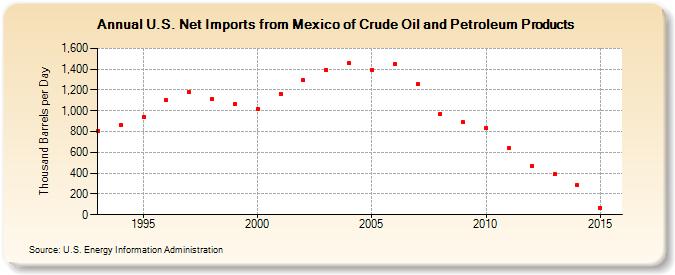 Annual U.S. Net Imports from Mexico of Crude Oil and Petroleum Products
Thousand Barrels per Day
1,600
1,400
1,200
1,000
800
600
400
200
0
1995 2000 2005 2010 2015
Source: U.S. Energy Information Administration